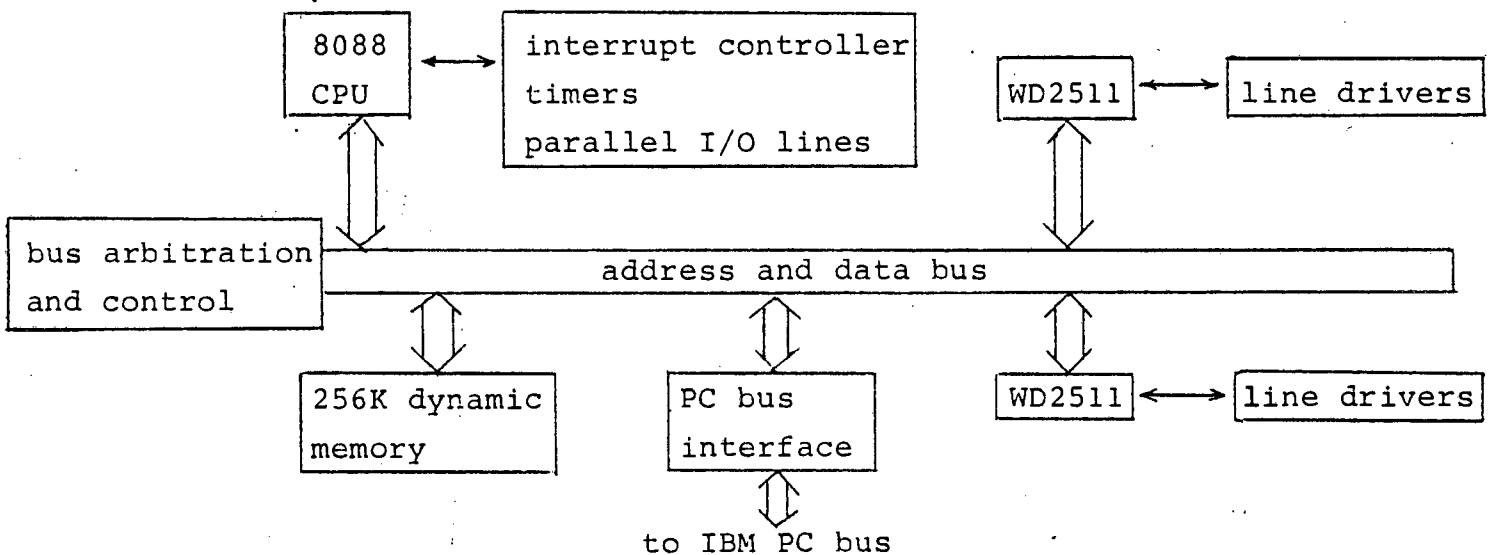 8088
CPU
interrupt controller
timers
parallel I/O lines
WD2511
line drivers
bus arbitration
and control
address and data bus
256K dynamic
memory
PC bus
interface
WD2511
line drivers
to IBM PC bus